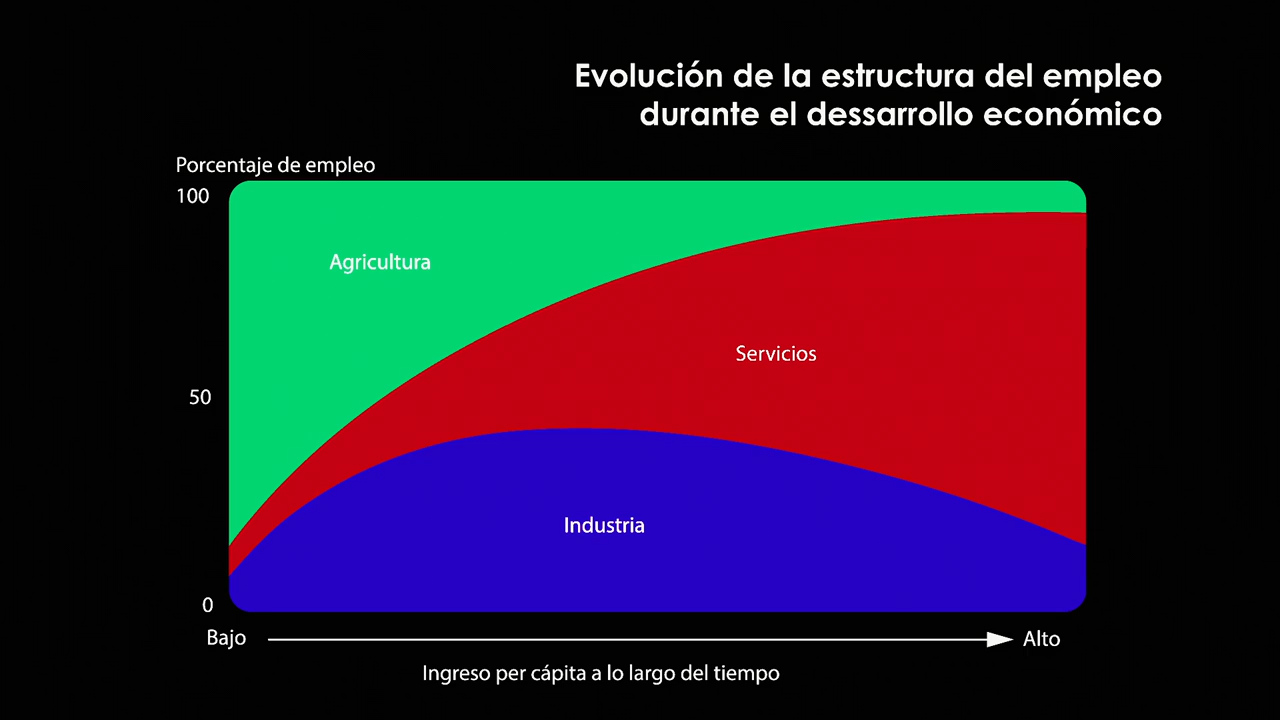 Evolución de la estructura del empleo
durante el dessarrollo económico
Porcentaje de empleo
100
Agricultura
Servicios
50
Industria
0
Bajo
Alto
Ingreso per cápita a lo largo del tiempo